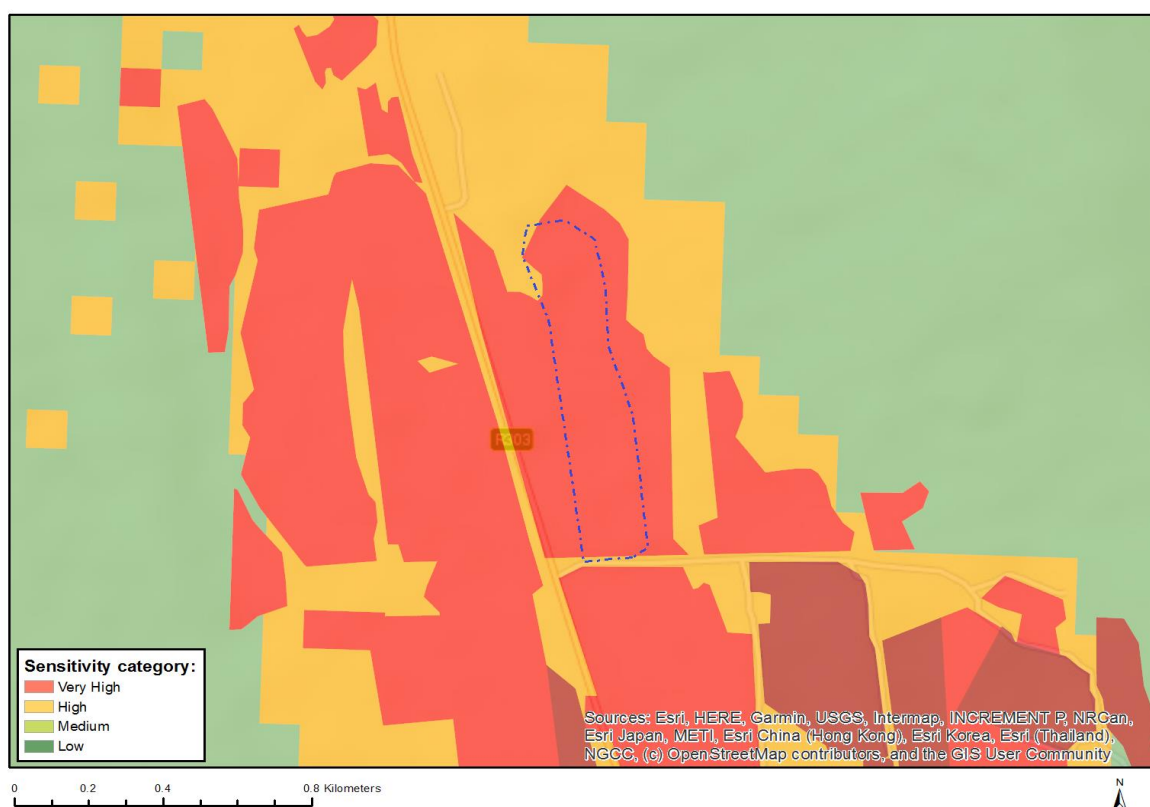 R303
Sensitivity category:
Very High
High
Medium
Low
Sources: Esri, HERE, Garmin, USGS, Intermap, INCREMENT P, NRCan,
Esri Japan, METI, Esri China (Hong Kong), Esri Korea, Esri (Thailand),
NGCC, (c) OpenStreetMap contributors, and the GIS User Community
0 0.2 0.4 0.8 Kilometers
N